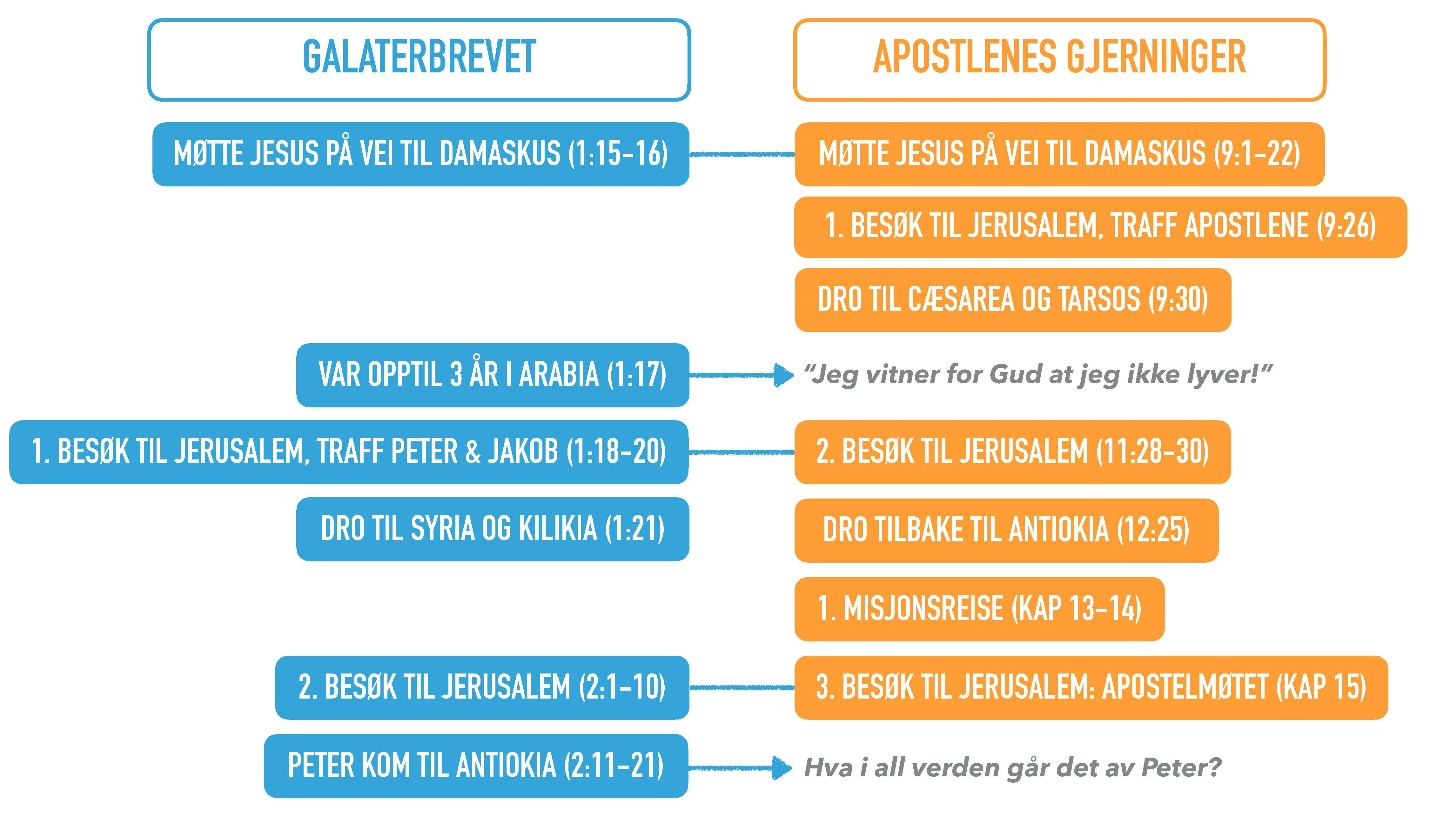 GALATERBREVET
APOSTLENES GJERNINGER
MØTTE JESUS PÅ VEI TIL DAMASKUS (1:15-16)
MØTTE JESUS PÅ VEI TIL DAMASKUS (9:1-22)
1. BESØK TIL JERUSALEM, TRAFF APOSTLENE (9:26)
DRO TIL CÆSAREA OG TARSOS (9:30)
VAR OPPTIL 3 ÅR I ARABIA (1:17)
“Jeg vitner for Gud at jeg ikke lyver!”
1. BESØK TIL JERUSALEM, TRAFF PETER & JAKOB (1:18-20)
2. BESØK TIL JERUSALEM (11:28-30)
DRO TIL SYRIA OG KILIKIA (1:21)
DRO TILBAKE TIL ANTIOKIA (12:25)
1. MISJONSREISE (KAP 13-14)
2. BESØK TIL JERUSALEM (2:1-10)
3. BESØK TIL JERUSALEM: APOSTELMØTET (KAP 15)
PETER KOM TIL ANTIOKIA (2:11-21)
Hva i all verden går det av Peter?